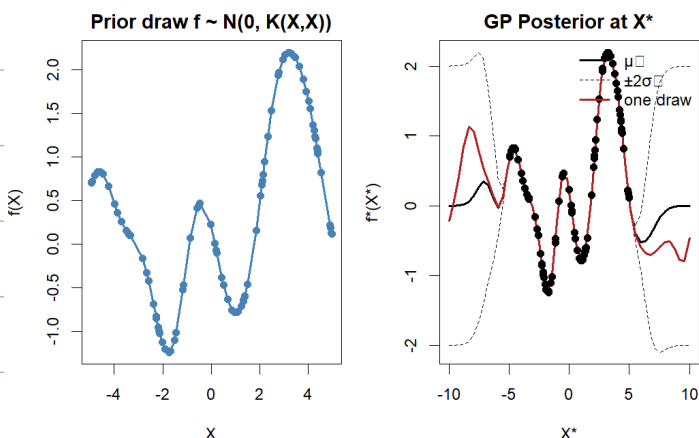 Prior draw f ~ N(0, K(X,X))
f(X)
2.0
1.5
1.0
0.5
0.0
-0.5
-1.0
-4
-2
0
2
4
X
GP Posterior at X*
f*(X*)
2
1
0
-1
-2
-10
-5
0
5
10
X*
μ□
±2σ□
one draw